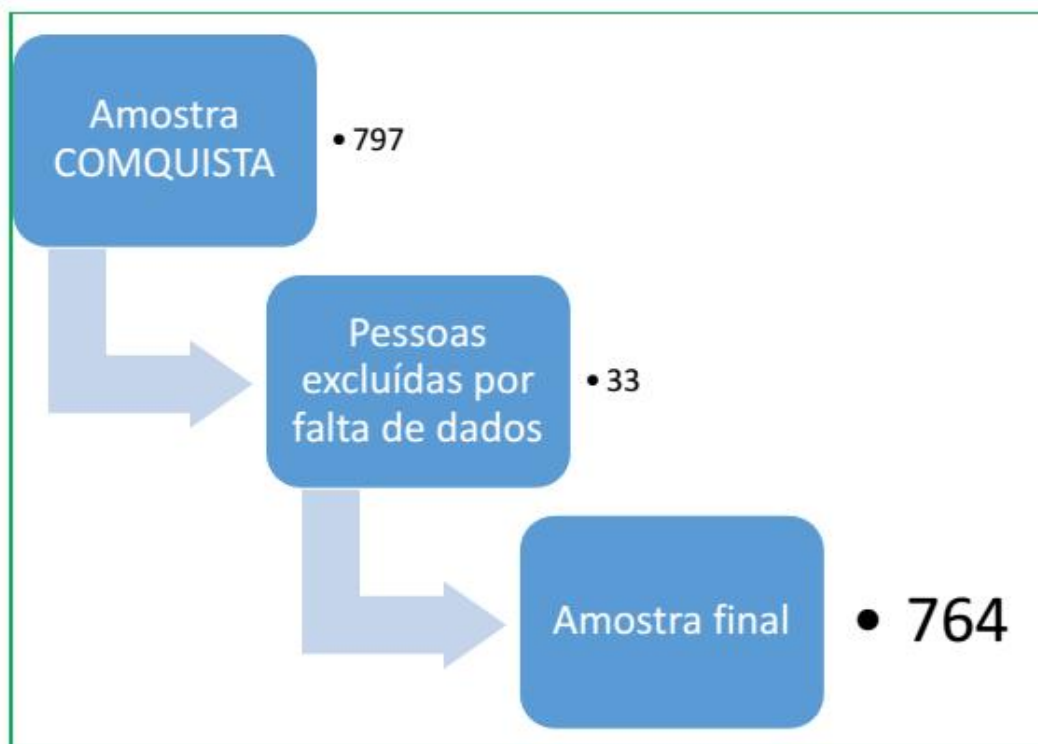 Amostra
COMQUISTA
• 797
Pessoas
excluídas por
falta de dados
• 33
Amostra final
• 764